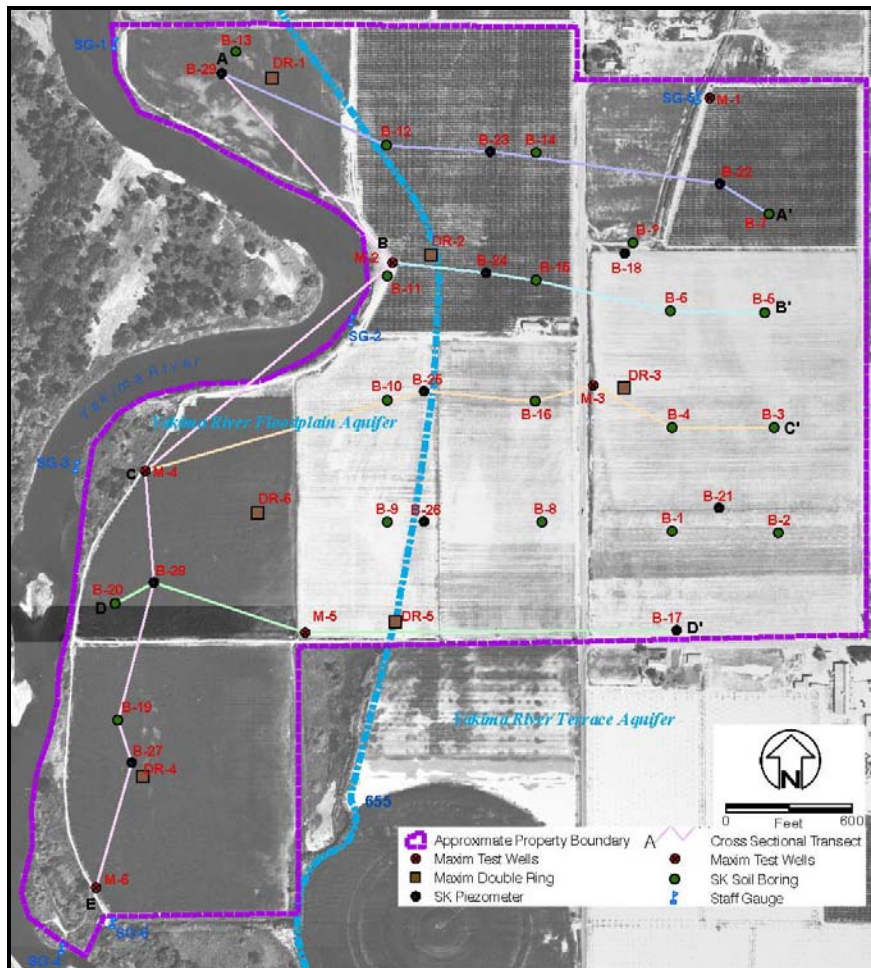 SG-1
B-13
A
DR-1
B-29
SG-5
M-1
B-12
B-23
B-14
B-22
B-7
A'
B
DR-2
B-?
M-2
B-24
B-18
B-11
B-15
B-6
B-5
B'
SG-2
Yakima River
B-25
DR-3
B-10
B-16
M-3
B-4
B-3
C'
Yakima River Floodplain Aquifer
SG-3
C
M-4
DR-6
B-21
B-9
B-26
B-8
B-1
B-2
B-28
B-20
D
M-5
DR-5
B-17
D'
B-19
Yakima River Terrace Aquifer
B-27
DR-4
655
N
0
600
Feet
M-6
E
SG-6
SG-4
Approximate Property Boundary
A
Cross Sectional Transect
Maxim Test Wells
Maxim Test Wells
Maxim Double Ring
SK Soil Boring
SK Piezometer
Staff Gauge